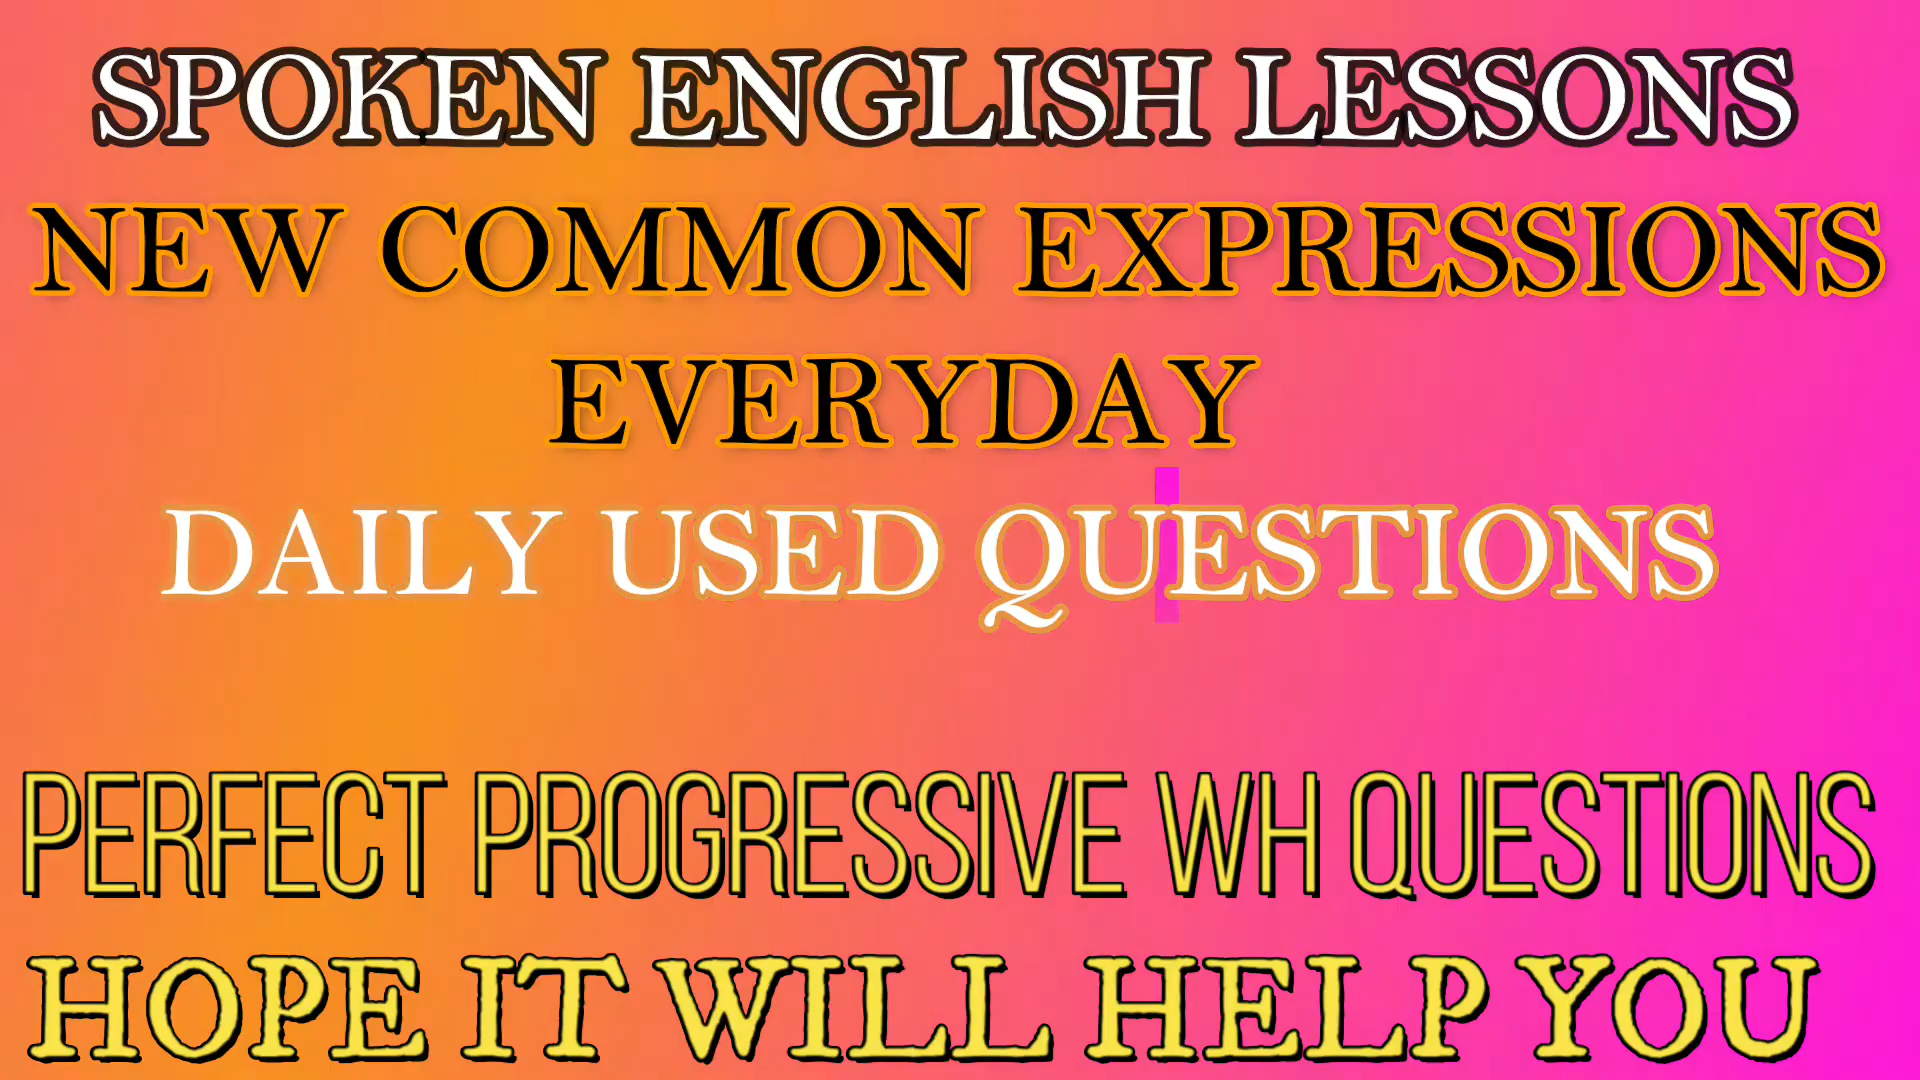 SPOKEN ENGLISH LESSONS
NEW COMMON EXPRESSIONS
EVERYDAY
DAILY USED QUESTIONS
PERFECT PROGRESSIVE WH QUESTIONS
HOPE IT WILL HELP YOU